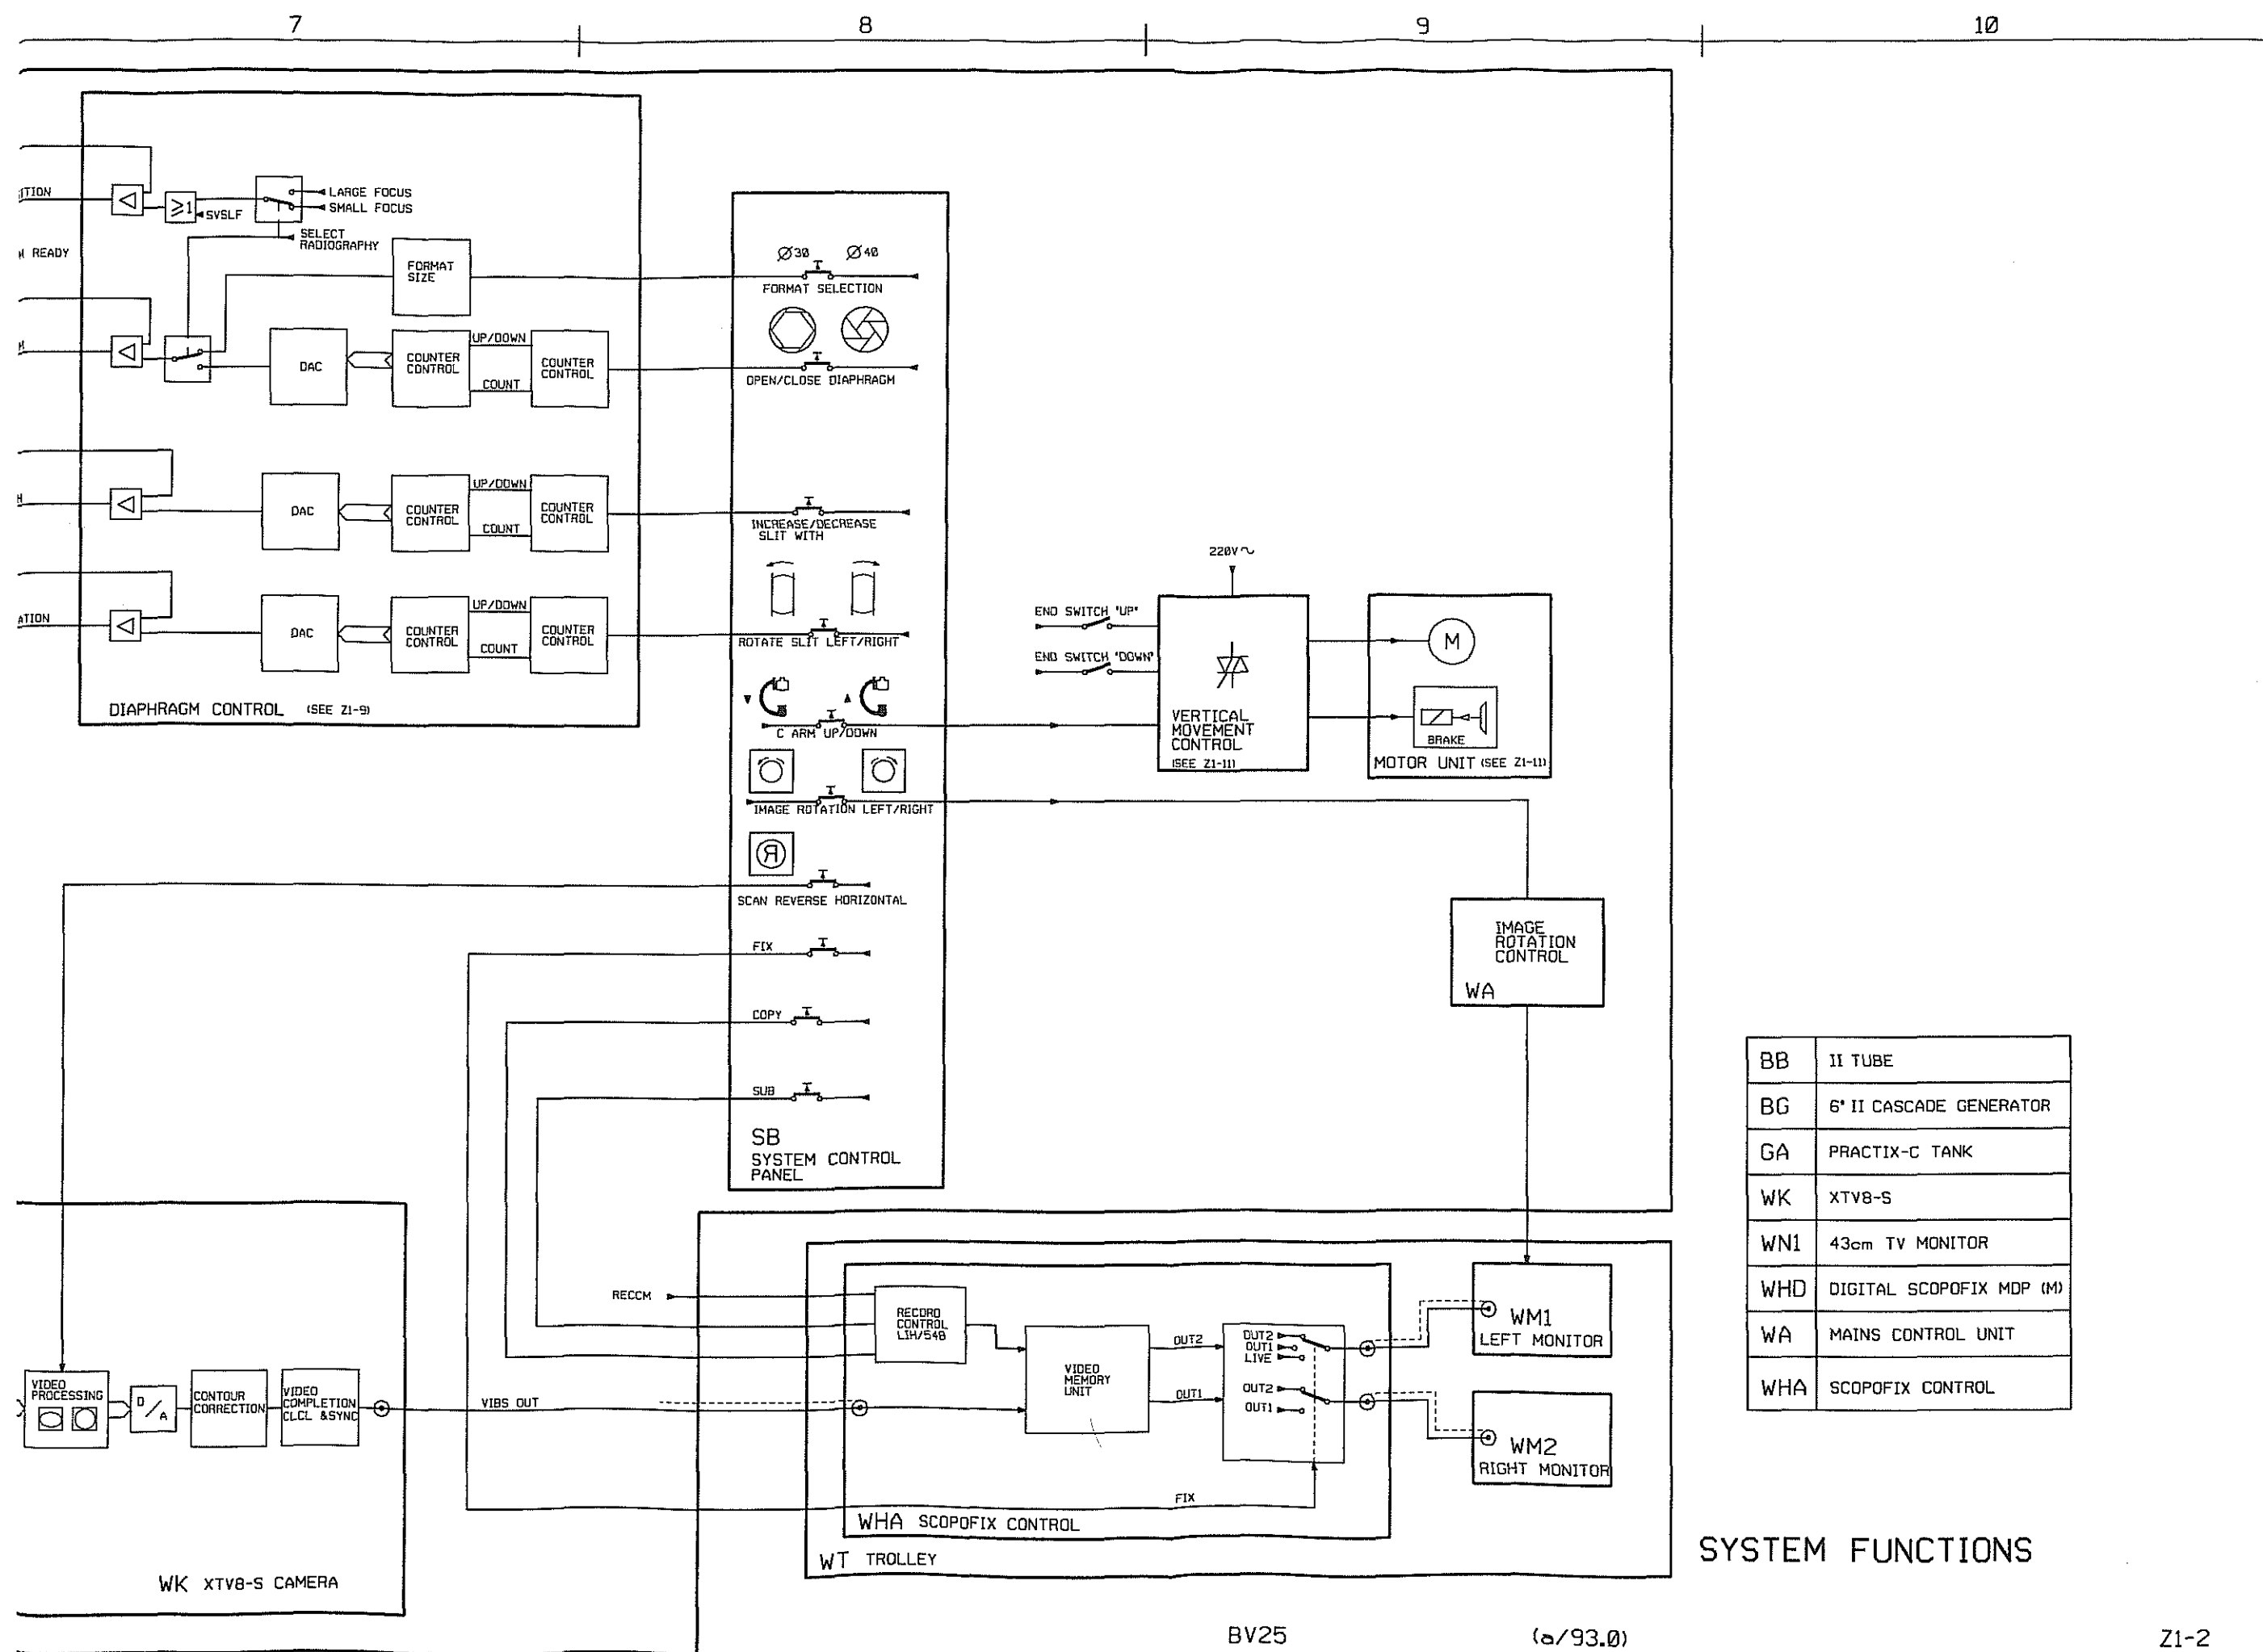 7
8
9
10
LARGE FOCUS
SMALL FOCUS
≥1
SVSLF
SELECT
RADIOGRAPHY
READY
FORMAT
SIZE
Ø30 Ø40
FORMAT SELECTION
DAC
COUNTER
CONTROL
UP/DOWN
COUNT
COUNTER
CONTROL
OPEN/CLOSE DIAPHRAGM
DAC
COUNTER
CONTROL
UP/DOWN
COUNT
COUNTER
CONTROL
INCREASE/DECREASE
SLIT WITH
DAC
COUNTER
CONTROL
UP/DOWN
COUNT
COUNTER
CONTROL
ROTATE SLIT LEFT/RIGHT
DIAPHRAGM CONTROL (SEE Z1-9)
C ARM UP/DOWN
220V~
END SWITCH 'UP'
END SWITCH 'DOWN'
VERTICAL
MOVEMENT
CONTROL
(SEE Z1-11)
M
BRAKE
MOTOR UNIT (SEE Z1-11)
IMAGE ROTATION LEFT/RIGHT
Я
SCAN REVERSE HORIZONTAL
FIX
COPY
SUB
SB
SYSTEM CONTROL
PANEL
IMAGE
ROTATION
CONTROL
WA
BB II TUBE
BG 6" II CASCADE GENERATOR
GA PRACTIX-C TANK
WK XTV8-S
WN1 43cm TV MONITOR
WHD DIGITAL SCOPOFIX MDP (M)
WA MAINS CONTROL UNIT
WHA SCOPOFIX CONTROL
VIDEO
PROCESSING
D/A
CONTOUR
CORRECTION
VIDEO
COMPLETION
CLCL &SYNC
VIBS OUT
WK XTV8-S CAMERA
RECCM
RECORD
CONTROL
LIH/548
VIDEO
MEMORY
UNIT
OUT2
OUT1
OUT2
OUT1
LIVE
OUT2
OUT1
FIX
WHA SCOPOFIX CONTROL
WT TROLLEY
WM1
LEFT MONITOR
WM2
RIGHT MONITOR
SYSTEM FUNCTIONS
BV25
(a/93.0)
Z1-2